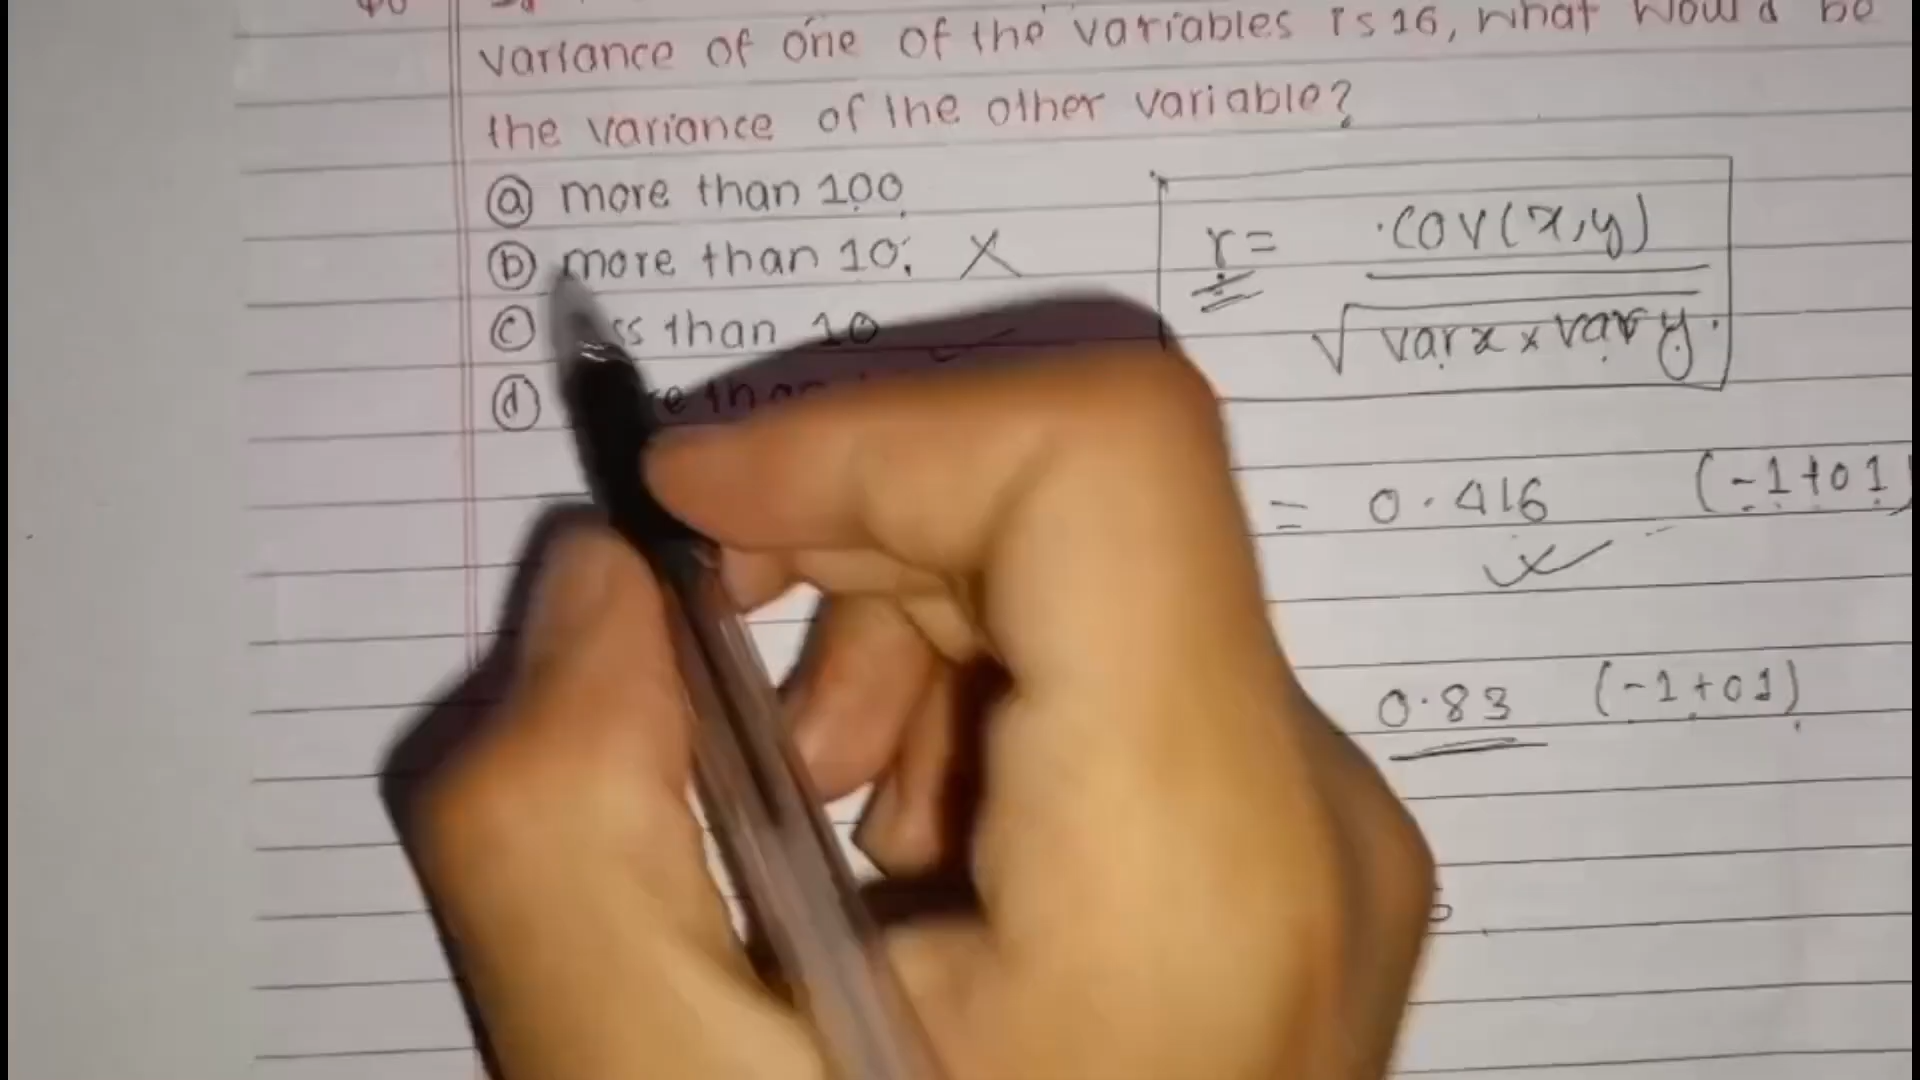 variance of one of the variables is 16, what would be
the variance of the other variable?
(a) more than 100
(b) more than 10. X
(c) than 10
(d) than
r = cov(x,y)
√ var x × var y
= 0.416 (-1 to 1)
0.83 (-1 to 1)